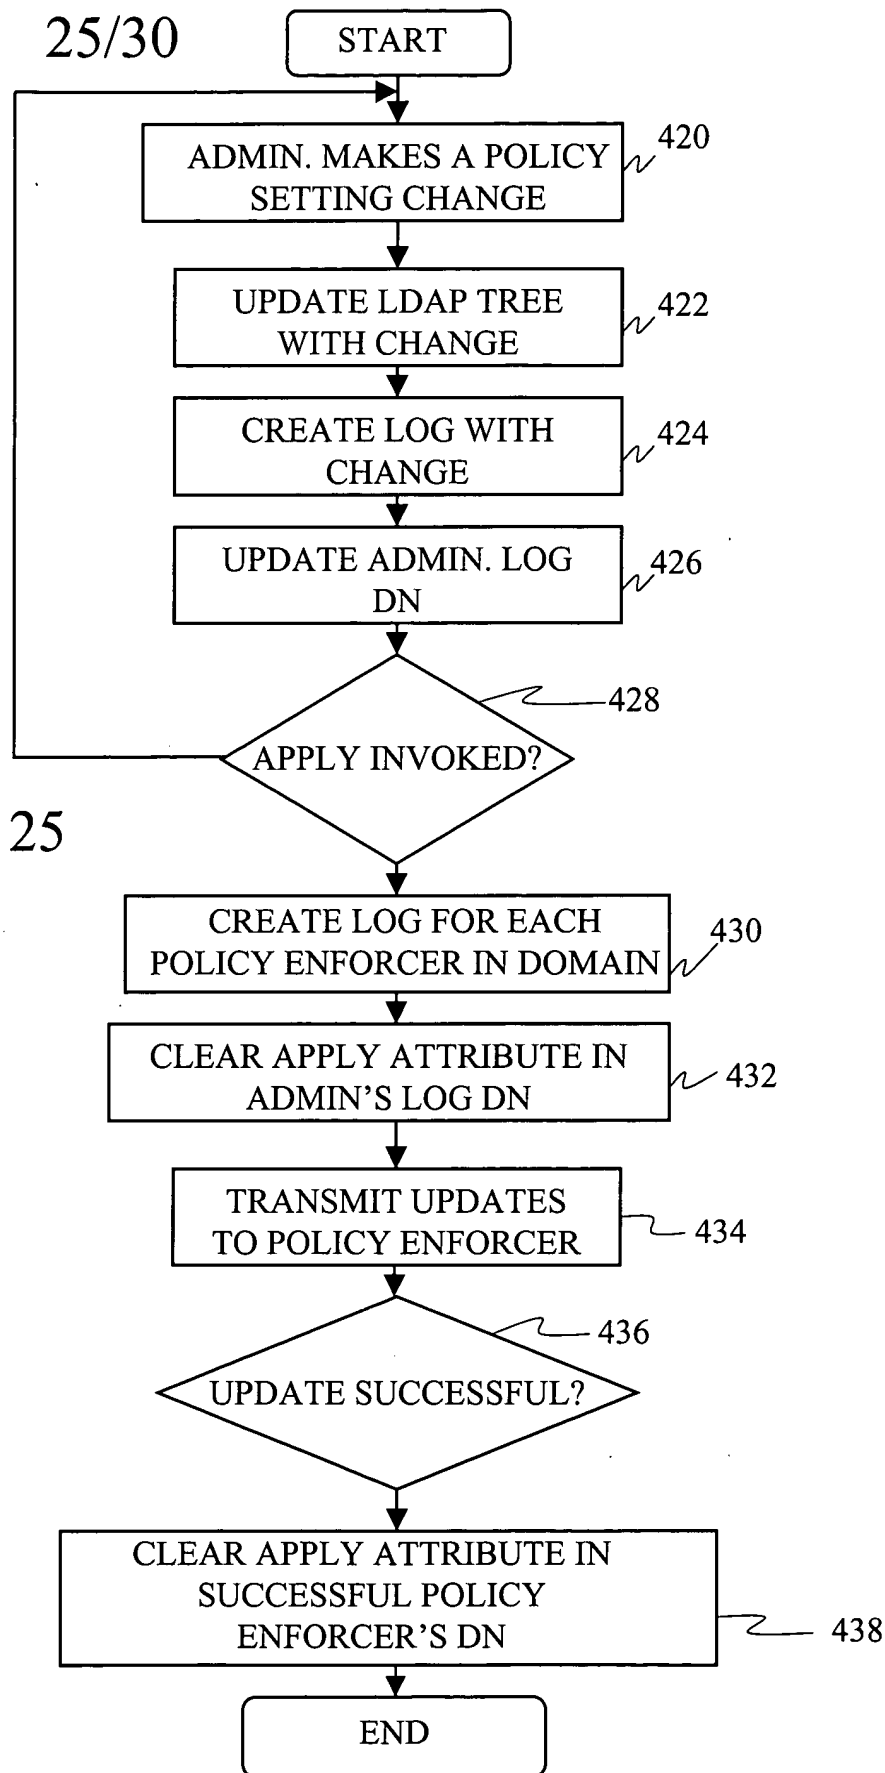 25/30
START
ADMIN. MAKES A POLICY
SETTING CHANGE
420
UPDATE LDAP TREE
WITH CHANGE
422
CREATE LOG WITH
CHANGE
424
UPDATE ADMIN. LOG
DN
426
428
APPLY INVOKED?
25
CREATE LOG FOR EACH
POLICY ENFORCER IN DOMAIN
430
CLEAR APPLY ATTRIBUTE IN
ADMIN'S LOG DN
432
TRANSMIT UPDATES
TO POLICY ENFORCER
434
436
UPDATE SUCCESSFUL?
CLEAR APPLY ATTRIBUTE IN
SUCCESSFUL POLICY
ENFORCER'S DN
438
END